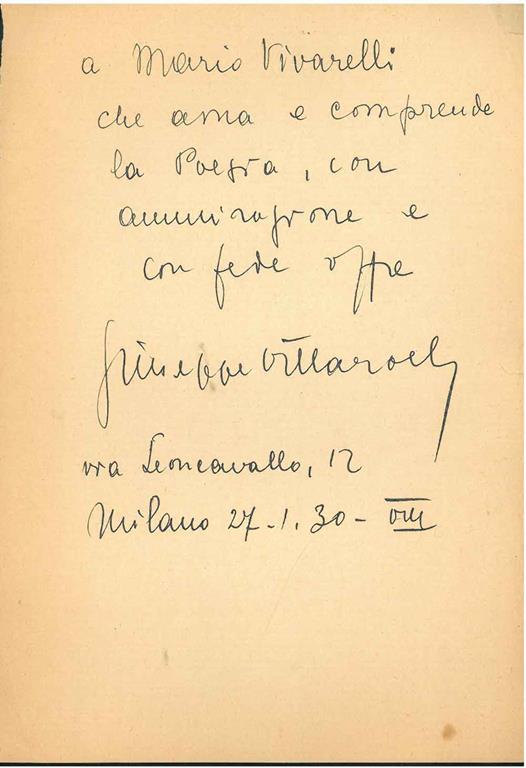 a Mario Vivarelli
che ama e comprende
la Poesia, con
ammirazione e
con fede offre
Giuseppe Villaroel
via Leoncavallo, 12
Milano 27.1.30 - VIII